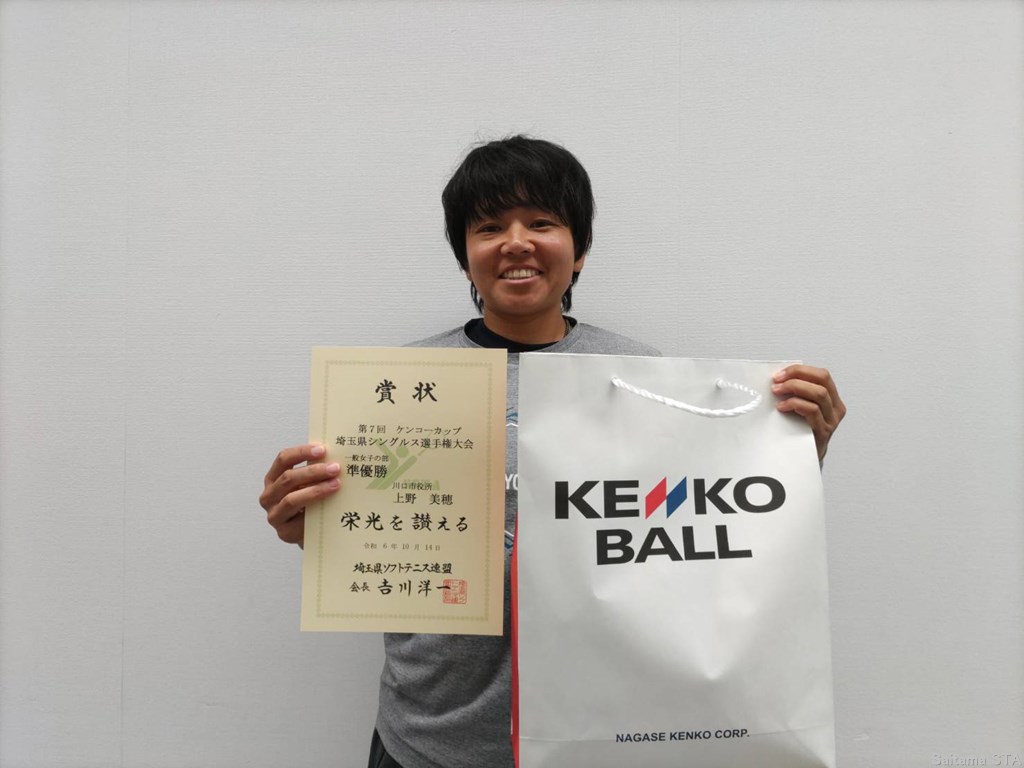 賞状
第7回 ケンコーカップ
埼玉県シングルス選手権大会
一般女子の部
準優勝
川口市役所
上野 美穂
栄光を讃える
令和 6年 10月 14日
埼玉県ソフトテニス連盟
会長 吉川洋一
KENKO
BALL
NAGASE KENKO CORP.
Saitama STA